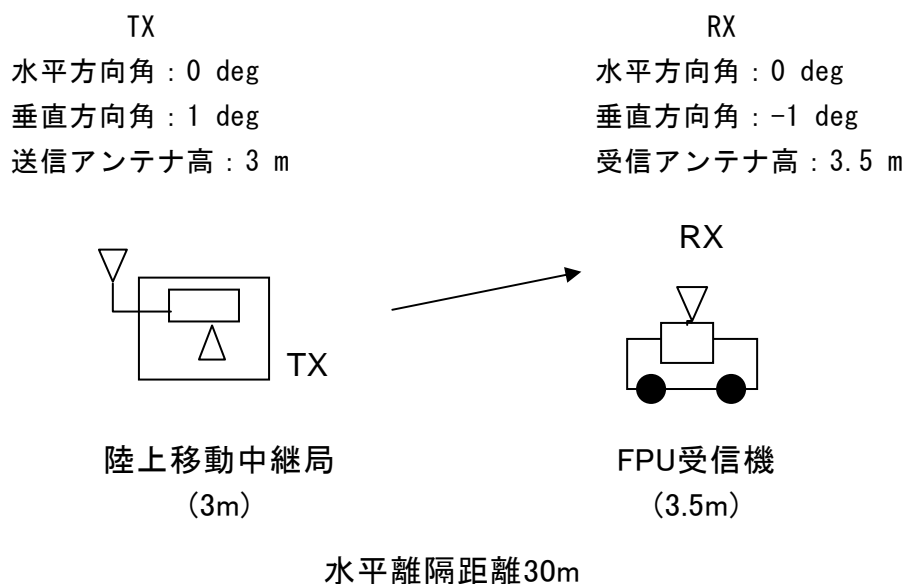 TX
水平方向角：0 deg
垂直方向角：1 deg
送信アンテナ高：3 m
RX
水平方向角：0 deg
垂直方向角：-1 deg
受信アンテナ高：3.5 m
RX
TX
陸上移動中継局
（3m）
FPU受信機
（3.5m）
水平離隔距離30m